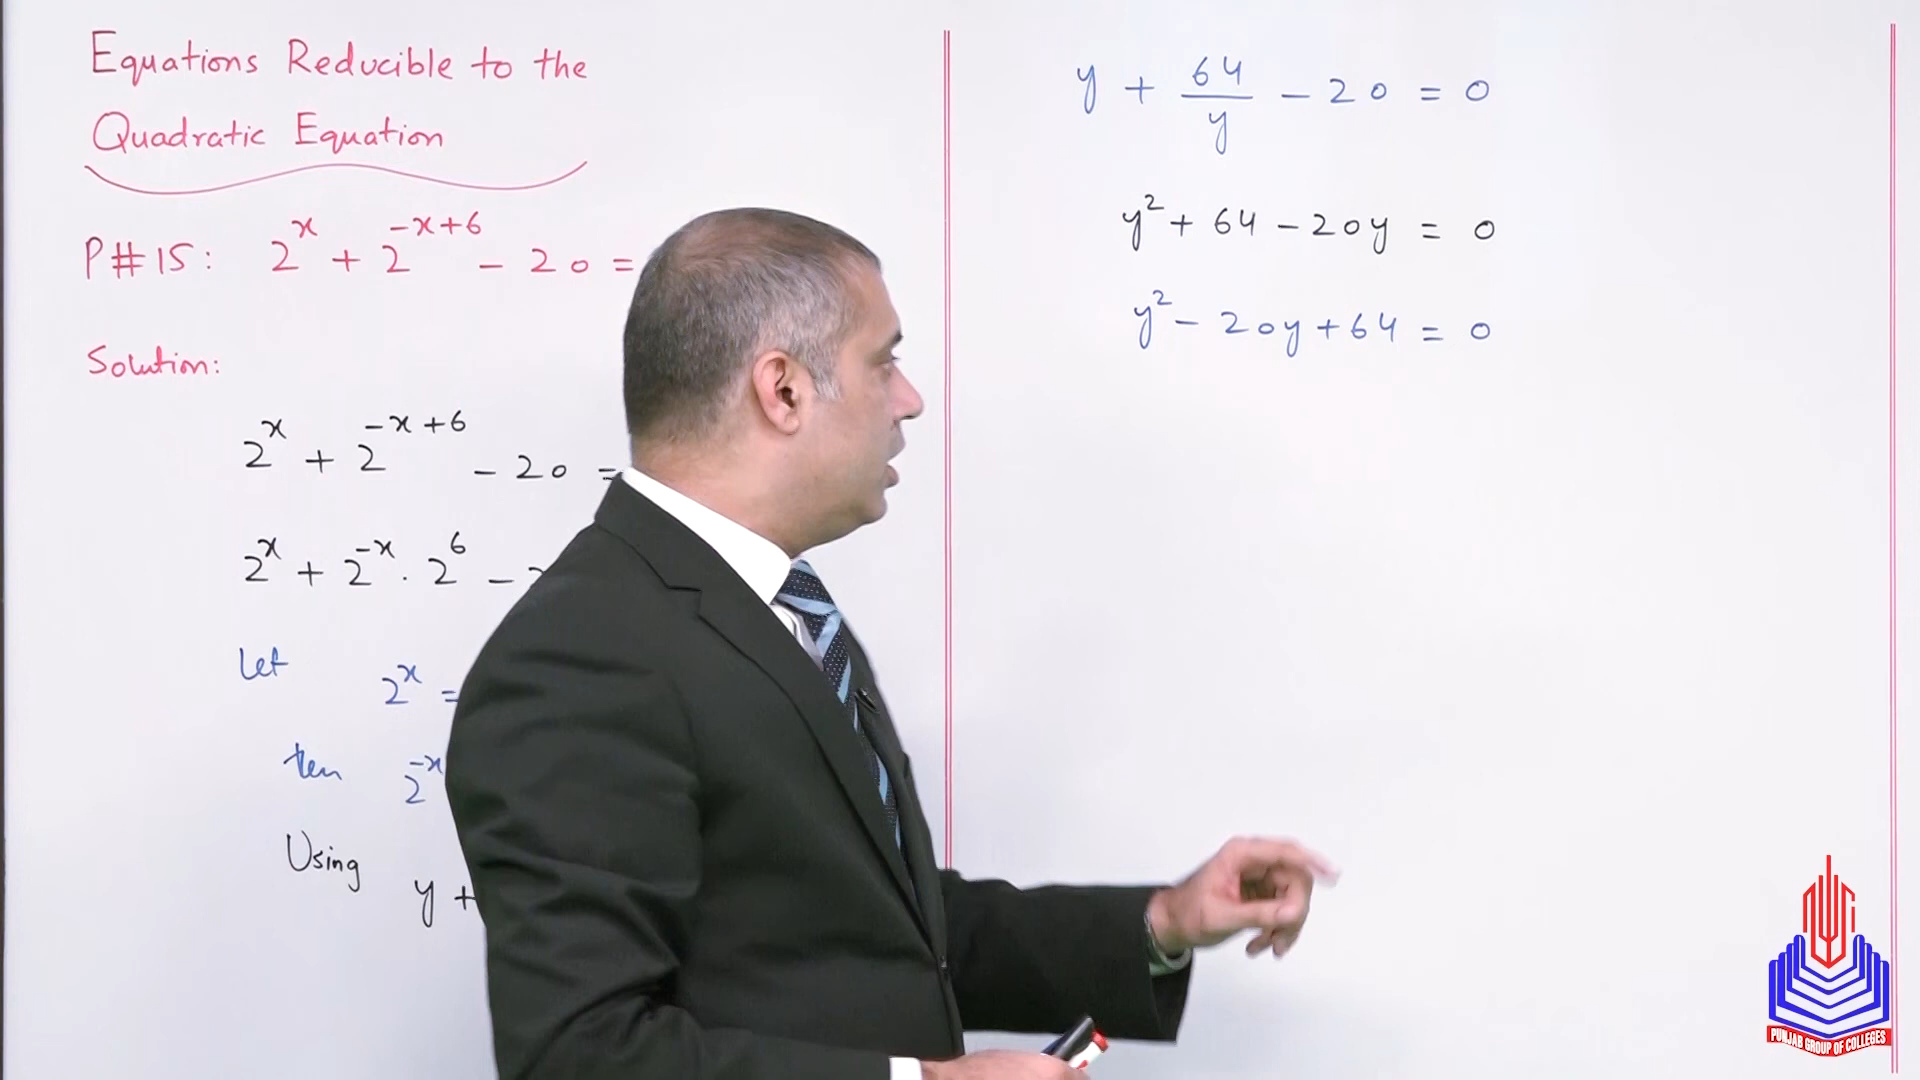 Equations Reducible to the
Quadratic Equation
P#15: 2^x + 2^(-x+6) - 20 =
Solution:
2^x + 2^(-x+6) - 20 =
2^x + 2^(-x) . 2^6 -
Let 2^x =
then 2^(-x)
Using y +
y + 64/y - 20 = 0
y² + 64 - 20y = 0
y² - 20y + 64 = 0
PUNJAB GROUP OF COLLEGES